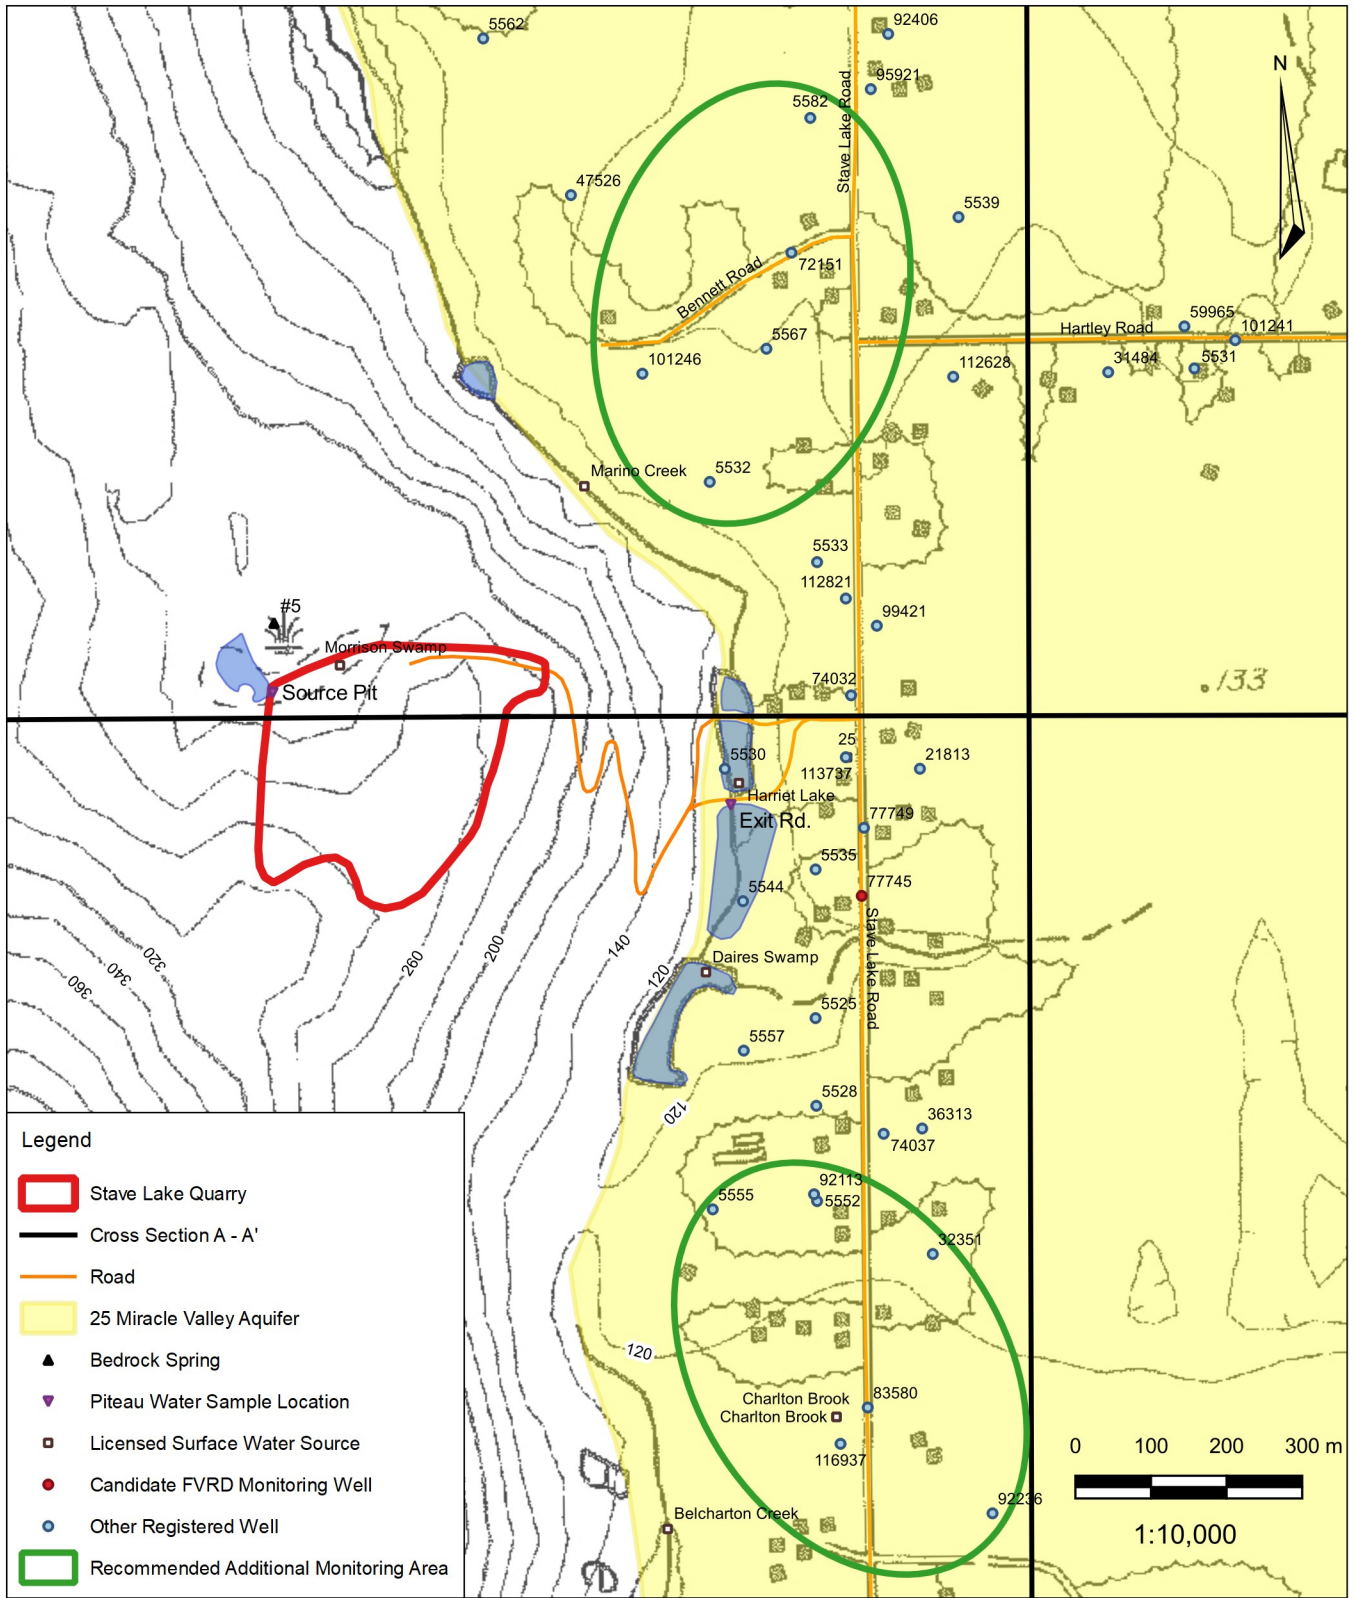 5562
92406
95921
5582
Stave Lake Road
N
47526
5539
72151
Bennett Road
59965
Hartley Road
101241
5567
101246
112628
31484
5531
Marino Creek
5532
5533
112821
99421
#5
Morrison Swamp
133
Source Pit
74032
25
5530
113737
21813
Harriet Lake
Exit Rd.
77749
5535
77745
5544
Stave Lake Road
320
340
360
260
200
140
120
Daires Swamp
5525
5557
5528
120
36313
74037
92113
5555
5552
32351
120
Charlton Brook
83580
Charlton Brook
116937
92236
Belcharton Creek
Legend
Stave Lake Quarry
Cross Section A - A'
Road
25 Miracle Valley Aquifer
Bedrock Spring
Piteau Water Sample Location
Licensed Surface Water Source
Candidate FVRD Monitoring Well
Other Registered Well
Recommended Additional Monitoring Area
0 100 200 300 m
1:10,000